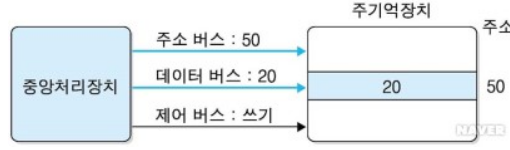 주기억장치
주소
주소 버스 : 50
데이터 버스 : 20
중앙처리장치
20
50
제어 버스 : 쓰기
NAVER